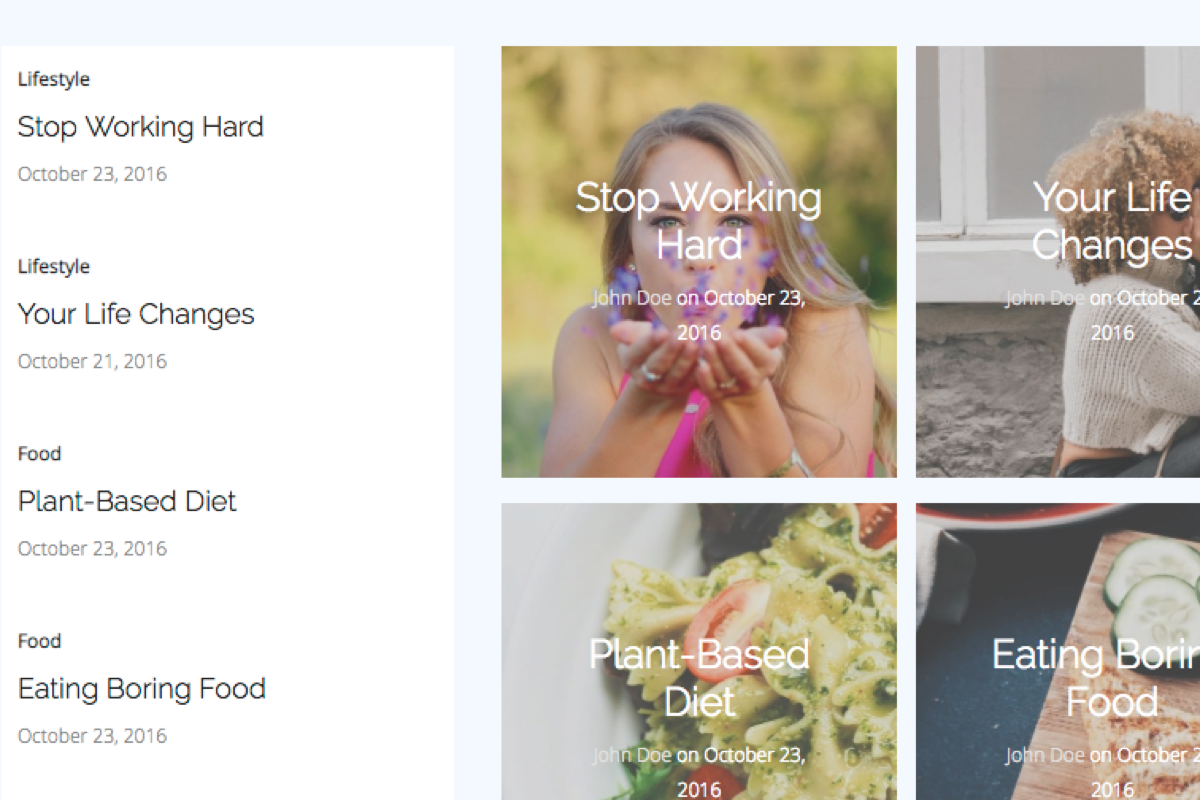 Lifestyle
Stop Working Hard
October 23, 2016
Lifestyle
Your Life Changes
October 21, 2016
Food
Plant-Based Diet
October 23, 2016
Food
Eating Boring Food
October 23, 2016
Stop Working
Hard
John Doe on October 23,
2016
Your Life
Changes
John Doe on October 2
2016
Plant-Based
Diet
John Doe on October 23,
2016
Eating Borin
Food
John Doe on October 2
2016